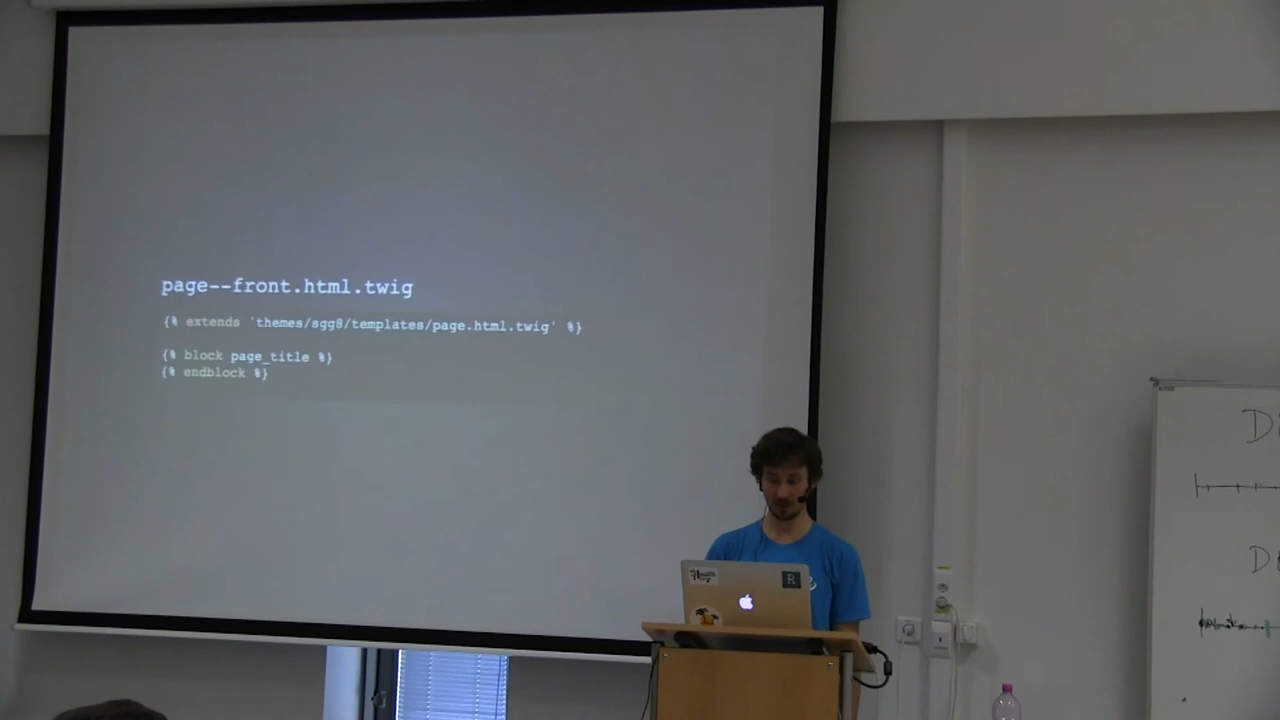 page--front.html.twig
{% extends 'themes/sgg8/templates/page.html.twig' %}
{% block page_title %}
{% endblock %}
R
D
D